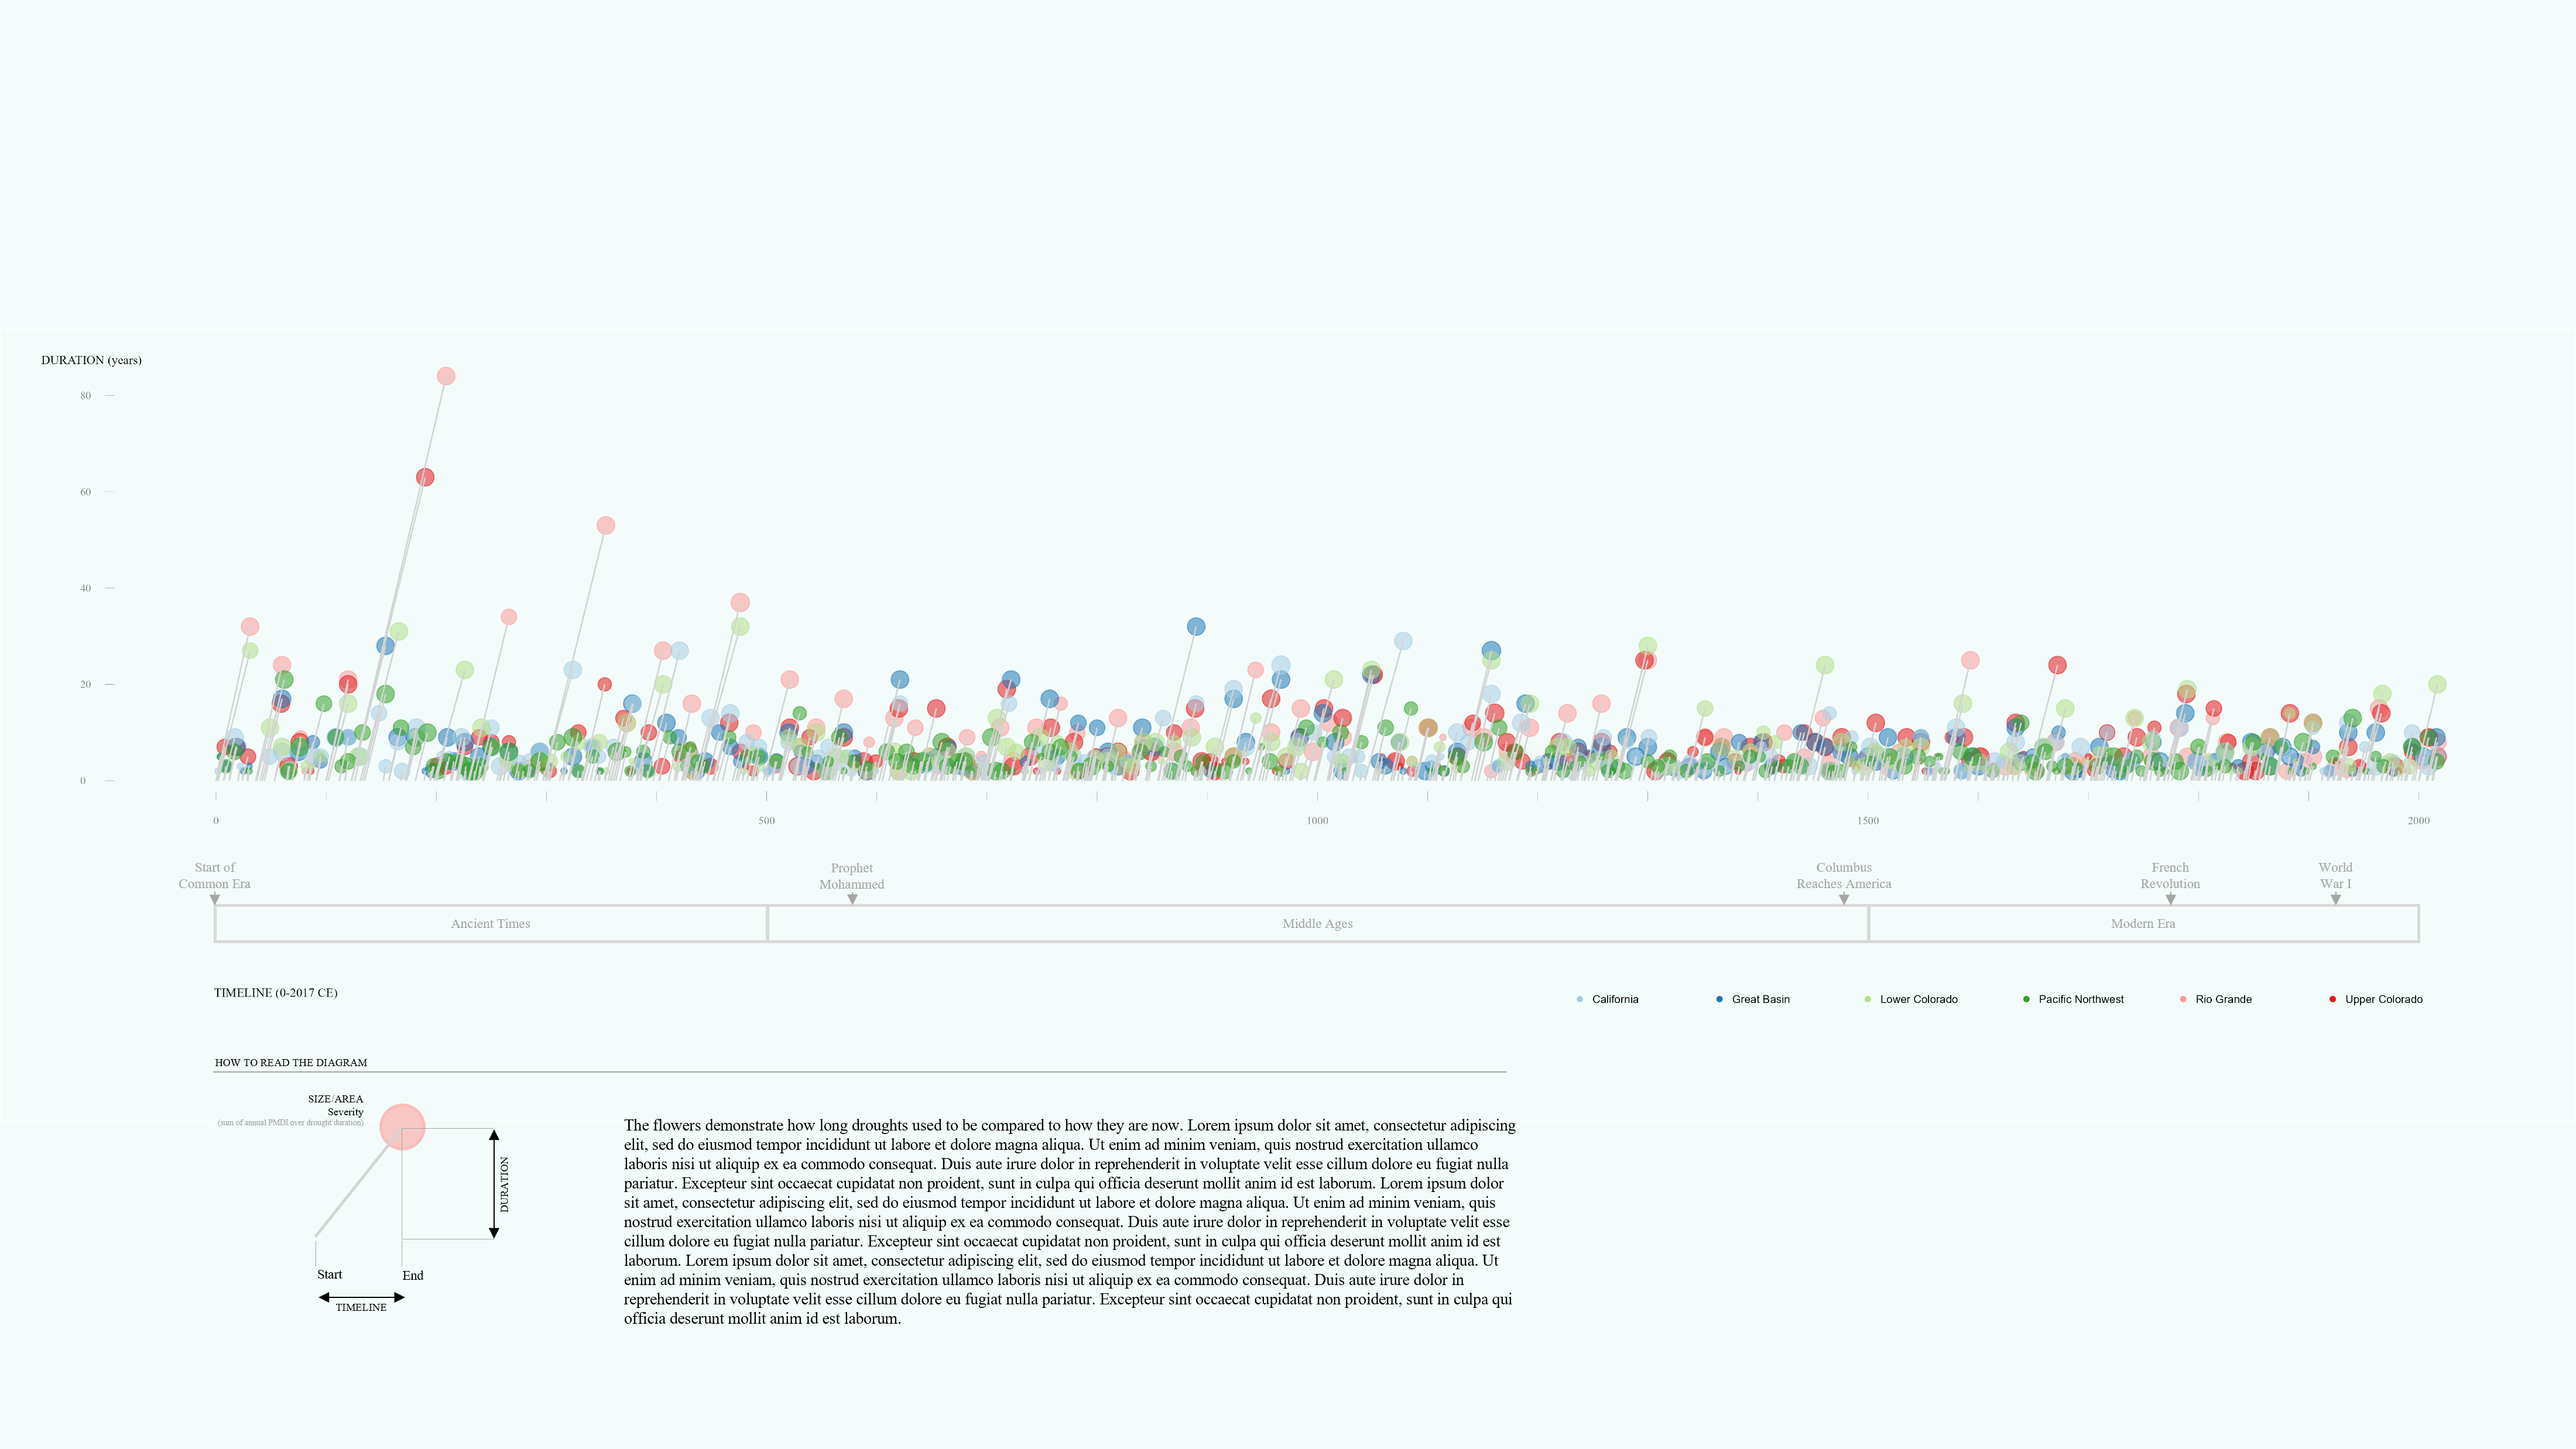 DURATION (years)
80
60
40
20
0
0 500 1000 1500 2000
Start of
Common Era
Prophet
Mohammed
Columbus
Reaches America
French
Revolution
World
War I
Ancient Times Middle Ages Modern Era
TIMELINE (0-2017 CE)
California Great Basin Lower Colorado Pacific Northwest Rio Grande Upper Colorado
HOW TO READ THE DIAGRAM
SIZE/AREA
Severity
(sum of annual PMDI over drought duration)
DURATION
Start End
TIMELINE
The flowers demonstrate how long droughts used to be compared to how they are now. Lorem ipsum dolor sit amet, consectetur adipiscing
elit, sed do eiusmod tempor incididunt ut labore et dolore magna aliqua. Ut enim ad minim veniam, quis nostrud exercitation ullamco
laboris nisi ut aliquip ex ea commodo consequat. Duis aute irure dolor in reprehenderit in voluptate velit esse cillum dolore eu fugiat nulla
pariatur. Excepteur sint occaecat cupidatat non proident, sunt in culpa qui officia deserunt mollit anim id est laborum. Lorem ipsum dolor
sit amet, consectetur adipiscing elit, sed do eiusmod tempor incididunt ut labore et dolore magna aliqua. Ut enim ad minim veniam, quis
nostrud exercitation ullamco laboris nisi ut aliquip ex ea commodo consequat. Duis aute irure dolor in reprehenderit in voluptate velit esse
cillum dolore eu fugiat nulla pariatur. Excepteur sint occaecat cupidatat non proident, sunt in culpa qui officia deserunt mollit anim id est
laborum. Lorem ipsum dolor sit amet, consectetur adipiscing elit, sed do eiusmod tempor incididunt ut labore et dolore magna aliqua. Ut
enim ad minim veniam, quis nostrud exercitation ullamco laboris nisi ut aliquip ex ea commodo consequat. Duis aute irure dolor in
reprehenderit in voluptate velit esse cillum dolore eu fugiat nulla pariatur. Excepteur sint occaecat cupidatat non proident, sunt in culpa qui
officia deserunt mollit anim id est laborum.